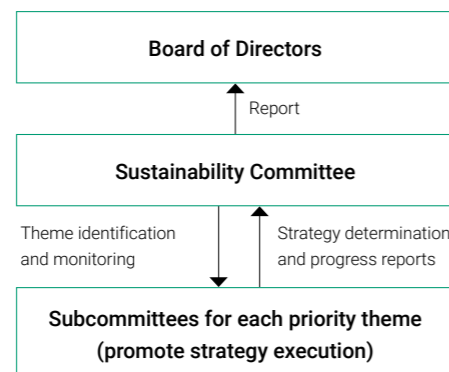 Board of Directors
Report
Sustainability Committee
Theme identification
and monitoring
Strategy determination
and progress reports
Subcommittees for each priority theme
(promote strategy execution)